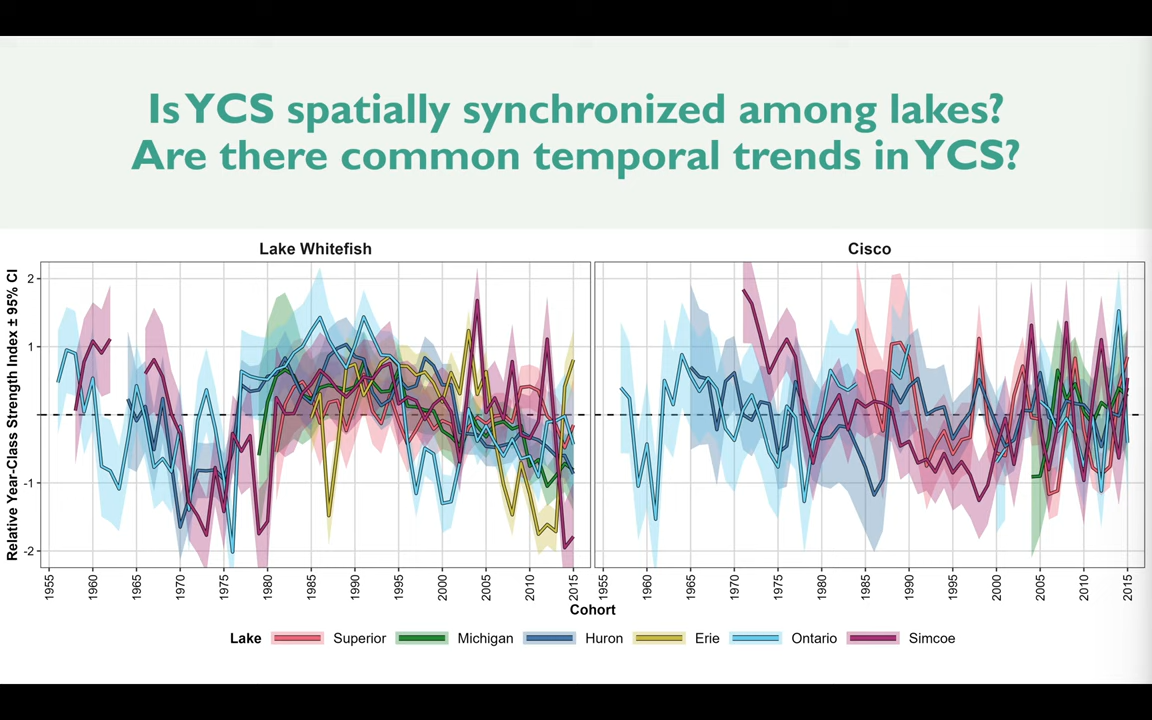 Is YCS spatially synchronized among lakes?
Are there common temporal trends in YCS?
Lake Whitefish
Cisco
Relative Year-Class Strength Index ± 95% CI
2
1
-1
-2
1955 1960 1965 1970 1975 1980 1985 1990 1995 2000 2005 2010 2015
1955 1960 1965 1970 1975 1980 1985 1990 1995 2000 2005 2010 2015
Cohort
Lake Superior Michigan Huron Erie Ontario Simcoe